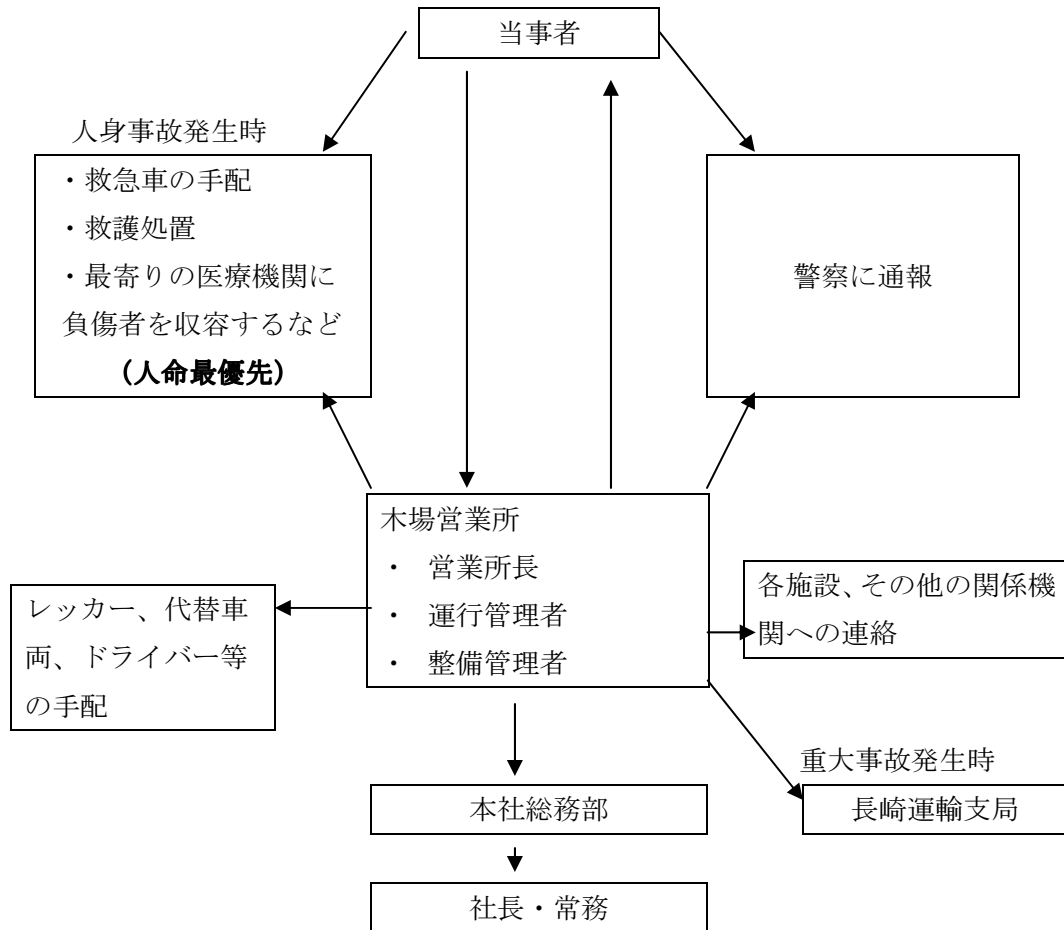 当事者
人身事故発生時
・救急車の手配
・救護処置
・最寄りの医療機関に
負傷者を収容するなど
(人命最優先)
警察に通報
木場営業所
・ 営業所長
・ 運行管理者
・ 整備管理者
レッカー、代替車
両、ドライバー等
の手配
各施設、その他の関係機
関への連絡
重大事故発生時
長崎運輸支局
本社総務部
社長・常務